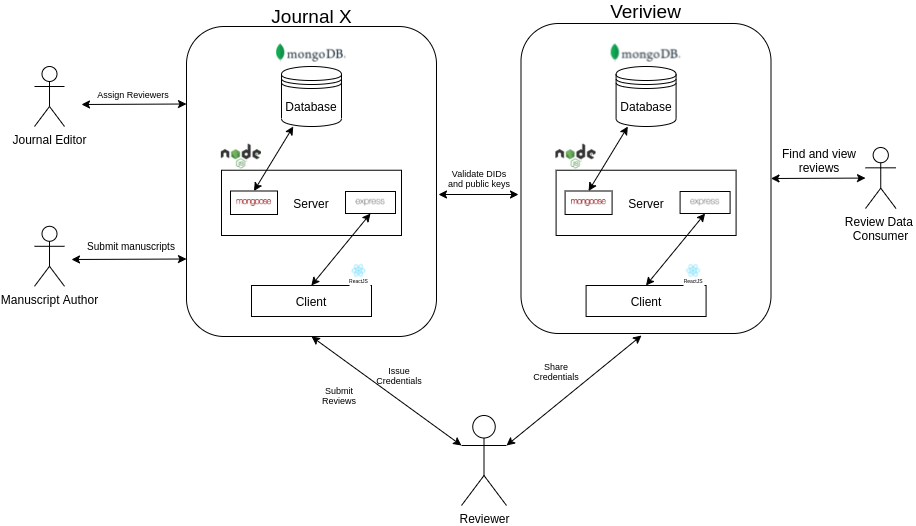 Journal X
Veriview
mongoDB
mongoDB
Database
Database
Assign Reviewers
Journal Editor
node
JS
node
JS
Find and view
reviews
Validate DIDs
and public keys
mongoose
Server
express
mongoose
Server
express
Review Data
Consumer
Submit manuscripts
Manuscript Author
ReactJS
ReactJS
Client
Client
Issue
Credentials
Share
Credentials
Submit
Reviews
Reviewer